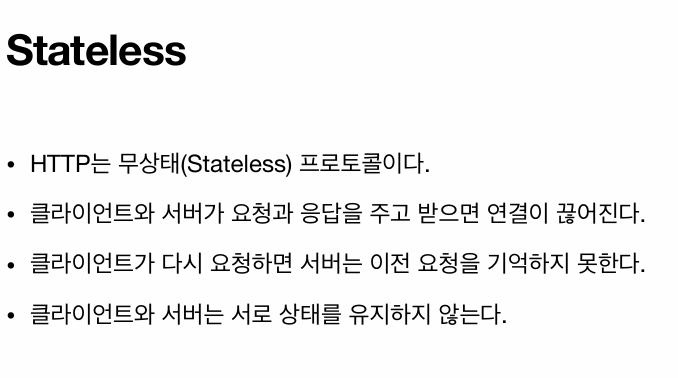 Stateless
• HTTP는 무상태(Stateless) 프로토콜이다.
• 클라이언트와 서버가 요청과 응답을 주고 받으면 연결이 끊어진다.
• 클라이언트가 다시 요청하면 서버는 이전 요청을 기억하지 못한다.
• 클라이언트와 서버는 서로 상태를 유지하지 않는다.